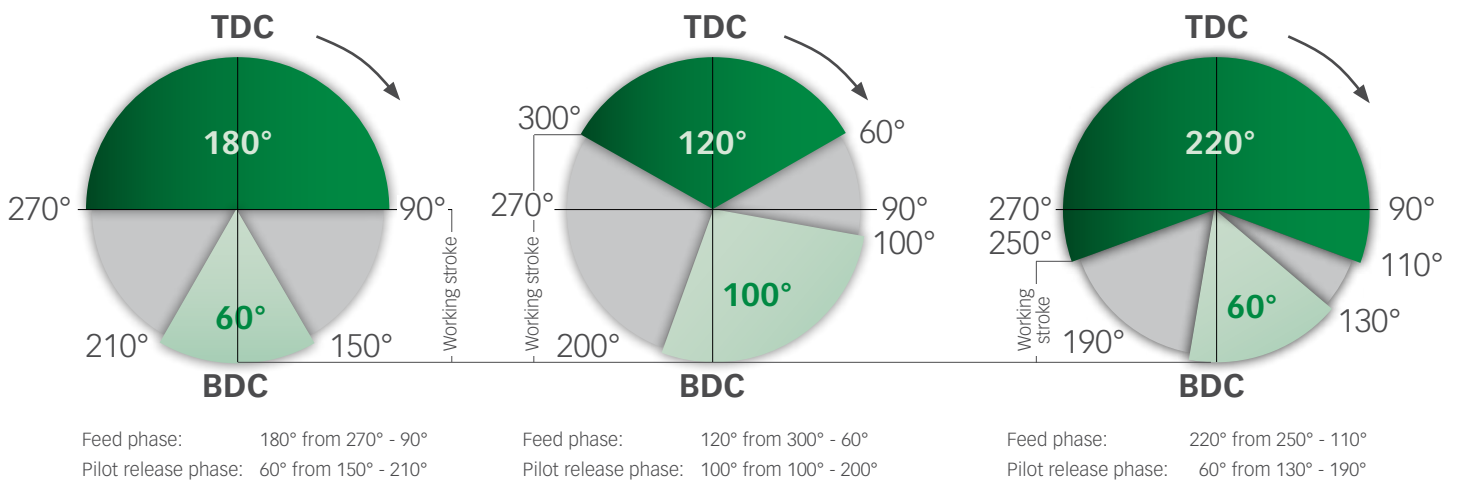 TDC
180°
270°
90°
Working stroke
60°
210°
150°
BDC
Feed phase: 180° from 270° - 90°
Pilot release phase: 60° from 150° - 210°
TDC
300°
120°
60°
270°
90°
Working stroke
100°
100°
200°
BDC
Feed phase: 120° from 300° - 60°
Pilot release phase: 100° from 100° - 200°
TDC
220°
270°
90°
250°
110°
Working
stroke
60°
130°
190°
BDC
Feed phase: 220° from 250° - 110°
Pilot release phase: 60° from 130° - 190°